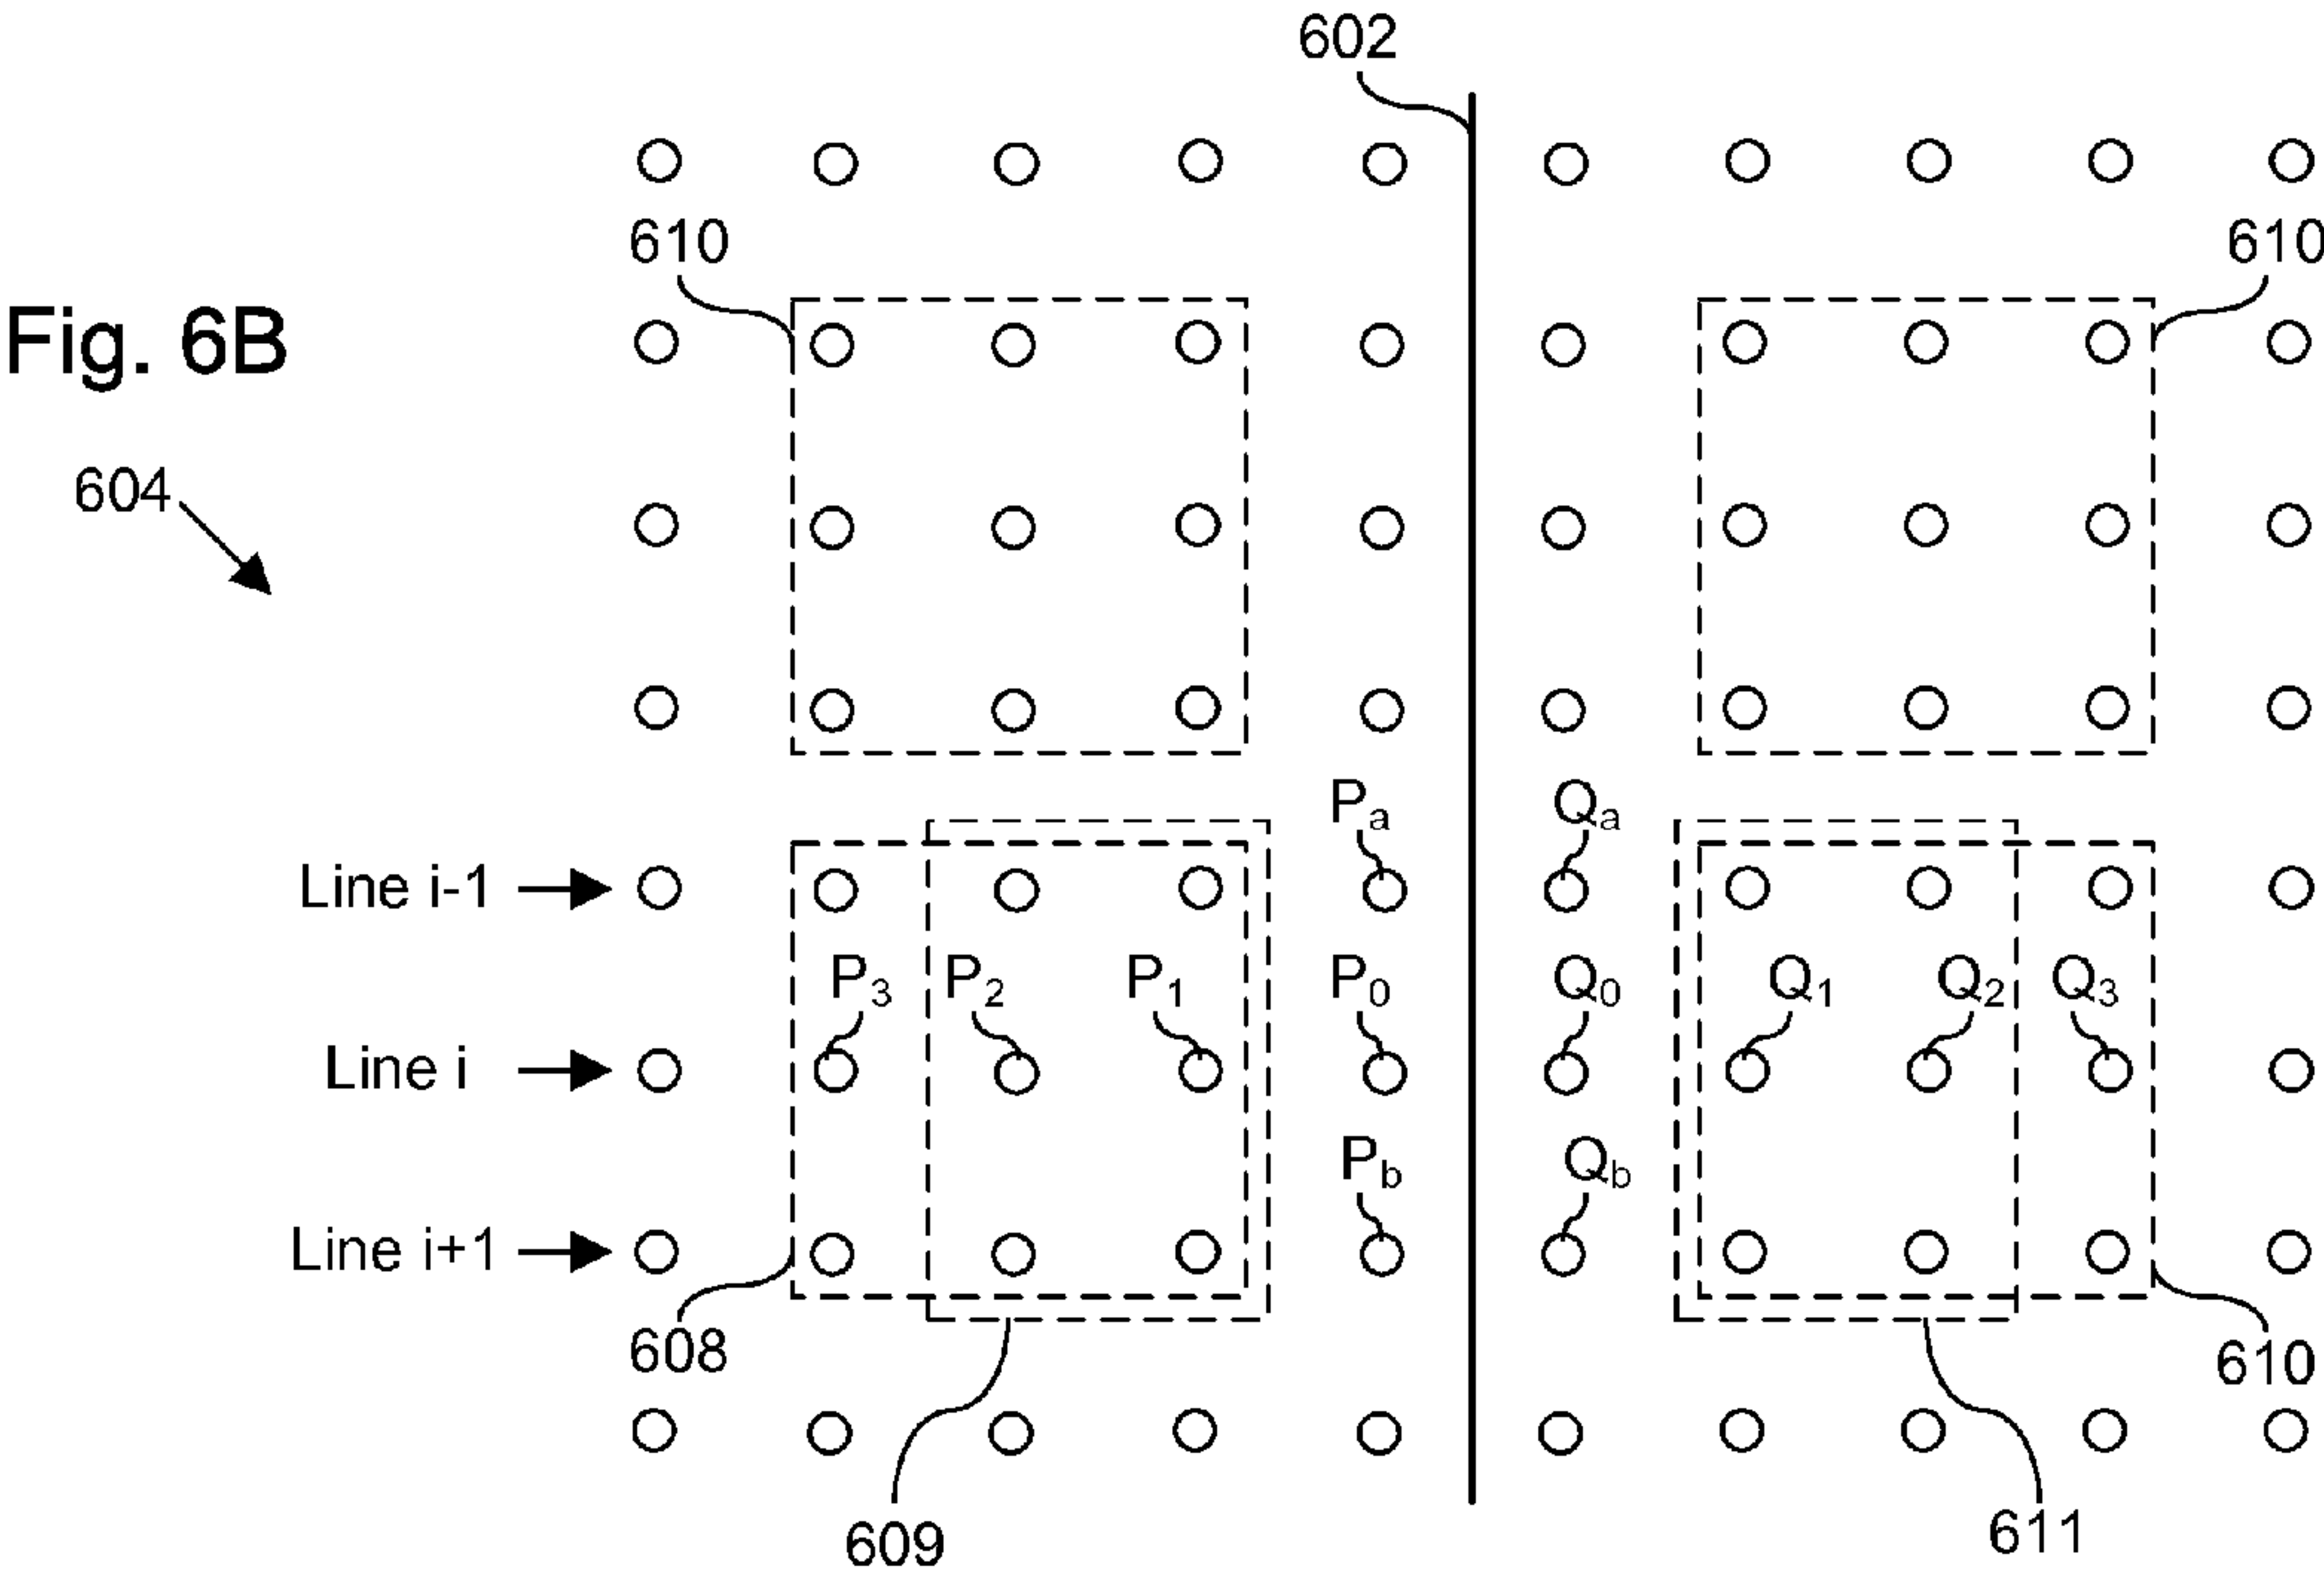 602
610 610
Fig. 6B
604
Pa Qa
Line i-1
P3 P2 P1 P0 Q0 Q1 Q2 Q3
Line i
Pb Qb
Line i+1
608 610
609 611